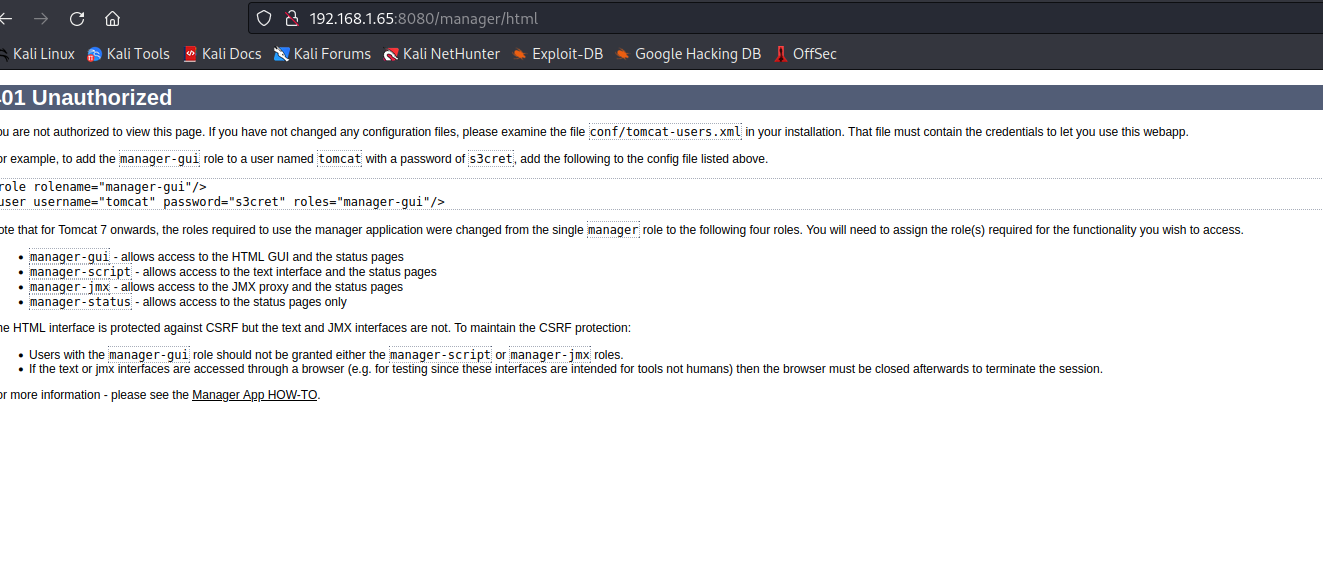 192.168.1.65:8080/manager/html
Kali Linux Kali Tools Kali Docs Kali Forums Kali NetHunter Exploit-DB Google Hacking DB OffSec
01 Unauthorized
ou are not authorized to view this page. If you have not changed any configuration files, please examine the file conf/tomcat-users.xml in your installation. That file must contain the credentials to let you use this webapp.
or example, to add the manager-gui role to a user named tomcat with a password of s3cret, add the following to the config file listed above.
role rolename="manager-gui"/>
user username="tomcat" password="s3cret" roles="manager-gui"/>
ote that for Tomcat 7 onwards, the roles required to use the manager application were changed from the single manager role to the following four roles. You will need to assign the role(s) required for the functionality you wish to access.
• manager-gui - allows access to the HTML GUI and the status pages
• manager-script - allows access to the text interface and the status pages
• manager-jmx - allows access to the JMX proxy and the status pages
• manager-status - allows access to the status pages only
he HTML interface is protected against CSRF but the text and JMX interfaces are not. To maintain the CSRF protection:
• Users with the manager-gui role should not be granted either the manager-script or manager-jmx roles.
• If the text or jmx interfaces are accessed through a browser (e.g. for testing since these interfaces are intended for tools not humans) then the browser must be closed afterwards to terminate the session.
or more information - please see the Manager App HOW-TO.